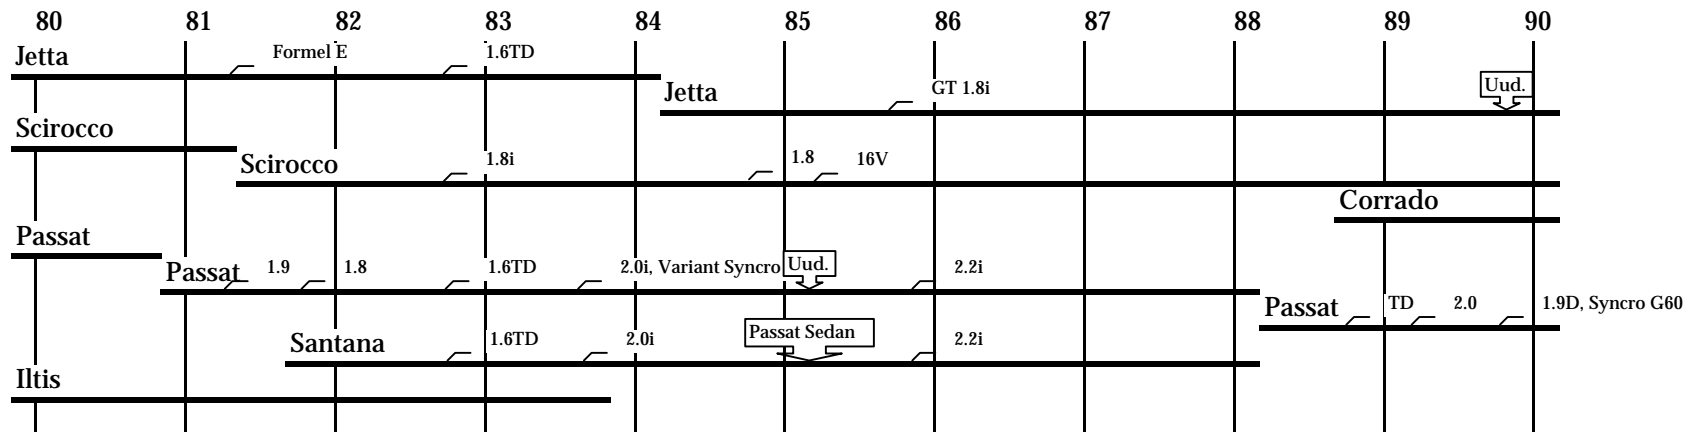 80 81 82 83 84 85 86 87 88 89 90
Jetta Formel E 1.6TD
Jetta GT 1.8i Uud.
Scirocco
Scirocco 1.8i 1.8 16V
Corrado
Passat
Passat 1.9 1.8 1.6TD 2.0i, Variant Syncro Uud. 2.2i
Passat TD 2.0 1.9D, Syncro G60
Santana 1.6TD 2.0i Passat Sedan 2.2i
Iltis